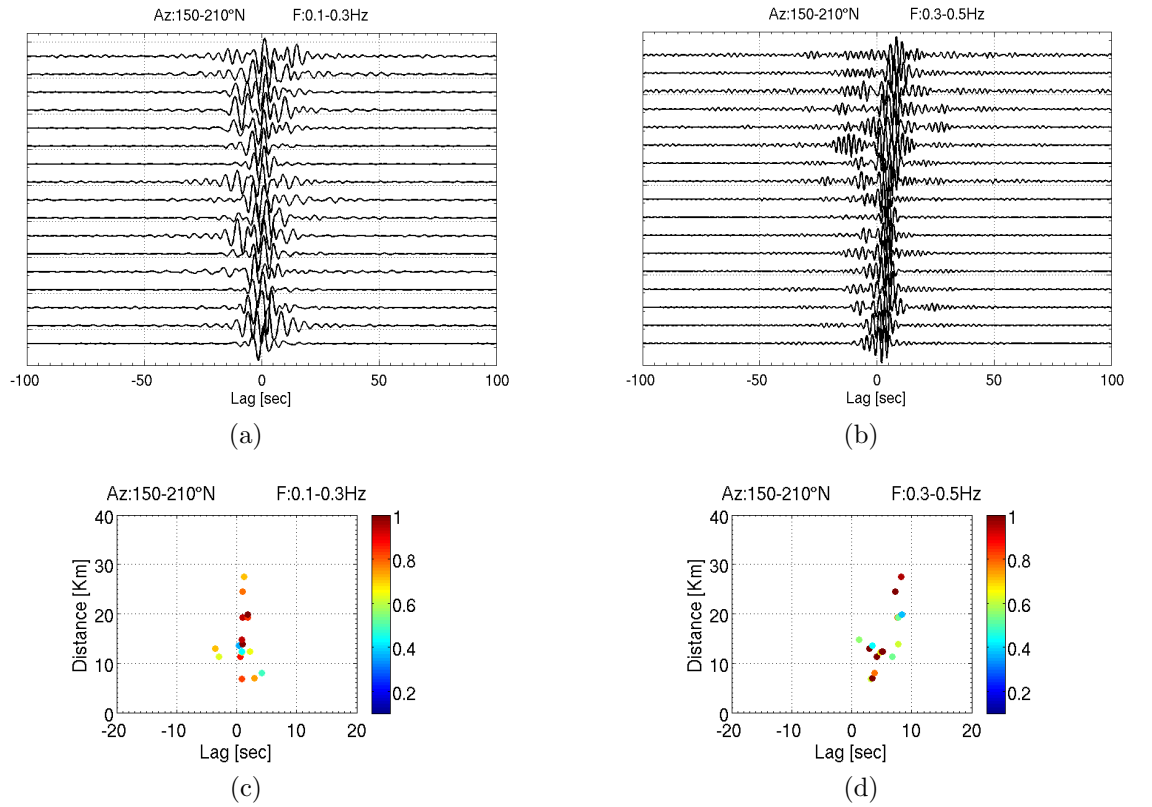 Az:150-210°N F:0.1-0.3Hz
-100 -50 0 50 100
Lag [sec]
(a)
Az:150-210°N F:0.3-0.5Hz
-100 -50 0 50 100
Lag [sec]
(b)
Az:150-210°N F:0.1-0.3Hz
40
30
20
10
0
Distance [Km]
-20 -10 0 10 20
Lag [sec]
1
0.8
0.6
0.4
0.2
(c)
Az:150-210°N F:0.3-0.5Hz
40
30
20
10
0
Distance [Km]
-20 -10 0 10 20
Lag [sec]
1
0.8
0.6
0.4
0.2
(d)